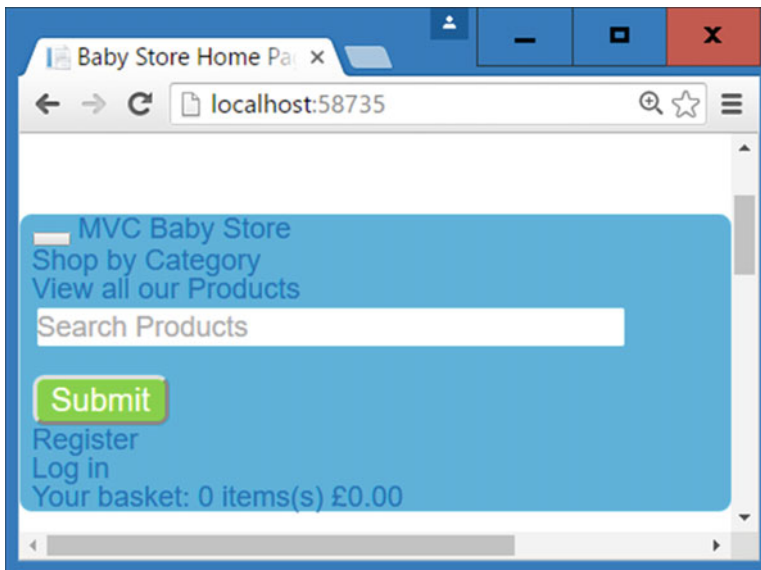 Baby Store Home Pa
localhost:58735
MVC Baby Store
Shop by Category
View all our Products
Search Products
Submit
Register
Log in
Your basket: 0 items(s) £0.00